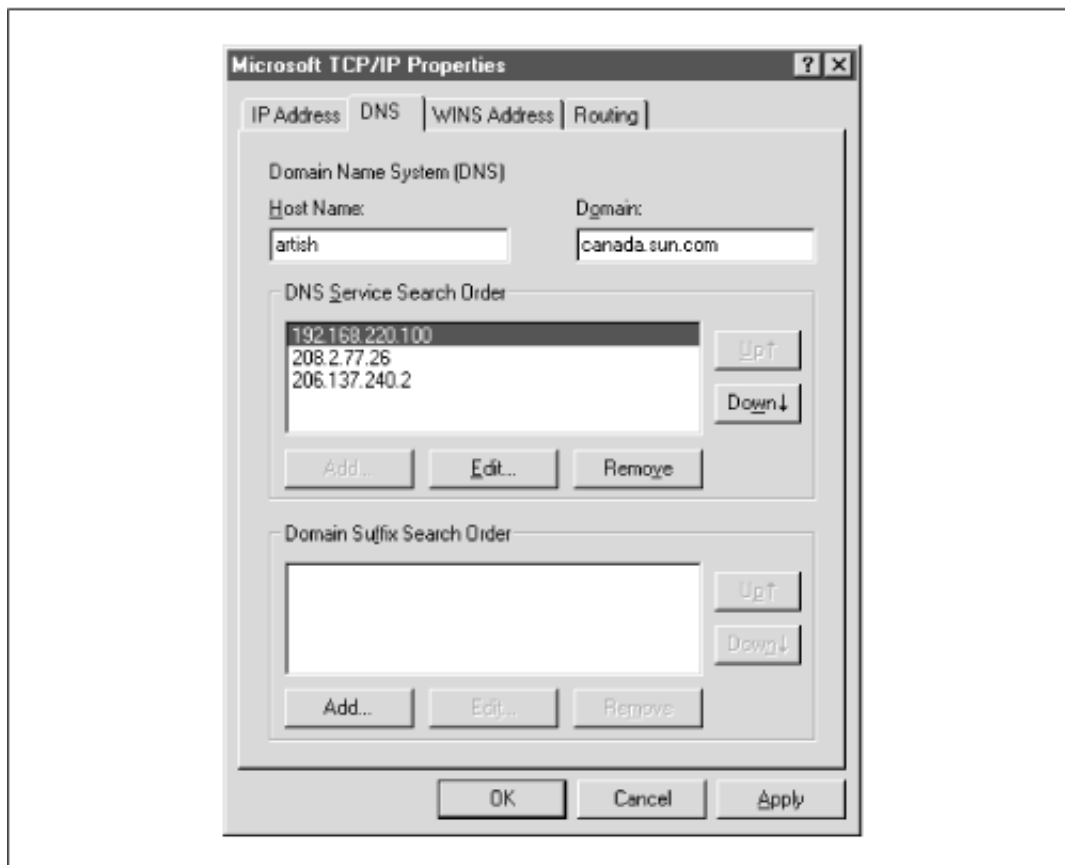 Microsoft TCP/IP Properties
IP Address DNS WINS Address Routing
Domain Name System (DNS)
Host Name: Domain:
artish canada.sun.com
DNS Service Search Order
192.168.220.100
208.2.77.26
206.137.240.2
Up↑
Down↓
Add... Edit... Remove
Domain Suffix Search Order
Up↑
Down↓
Add... Edit... Remove
OK Cancel Apply